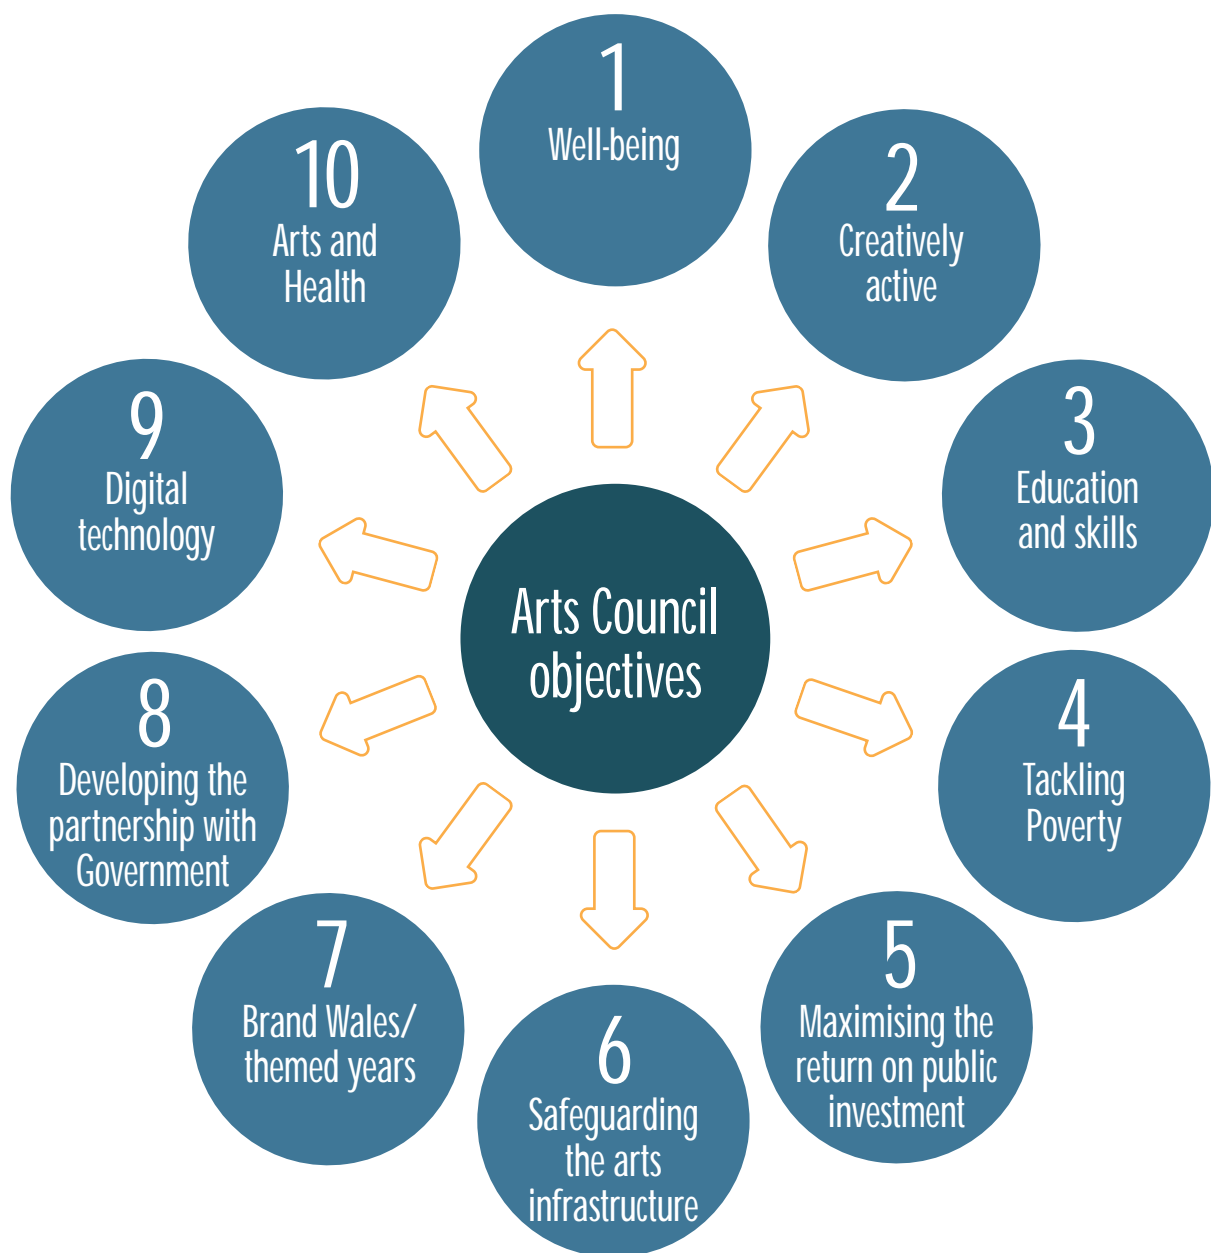 1
Well-being
2
Creatively
active
3
Education
and skills
4
Tackling
Poverty
5
Maximising the
return on public
investment
6
Safeguarding
the arts
infrastructure
7
Brand Wales/
themed years
8
Developing the
partnership with
Government
9
Digital
technology
10
Arts and
Health
Arts Council
objectives